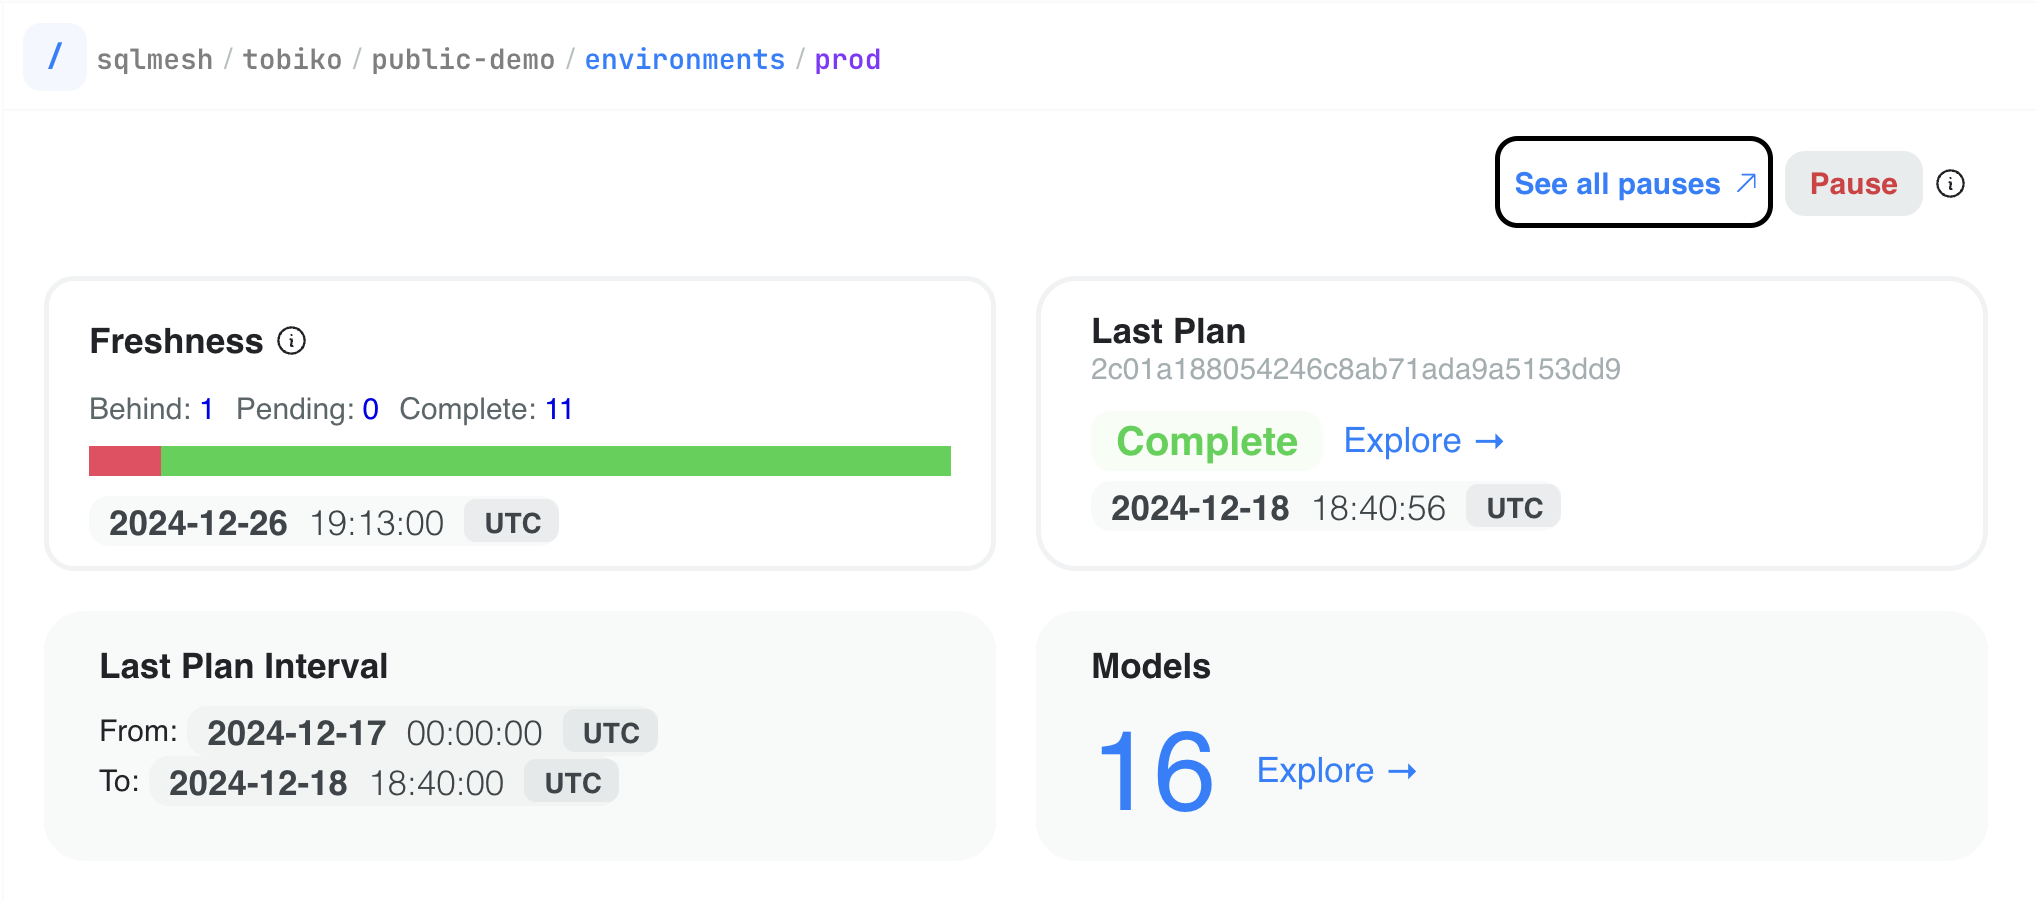 / sqlmesh / tobiko / public-demo / environments / prod
See all pauses ↗ Pause
Freshness
Behind: 1 Pending: 0 Complete: 11
2024-12-26 19:13:00 UTC
Last Plan
2c01a188054246c8ab71ada9a5153dd9
Complete Explore →
2024-12-18 18:40:56 UTC
Last Plan Interval
From: 2024-12-17 00:00:00 UTC
To: 2024-12-18 18:40:00 UTC
Models
16 Explore →